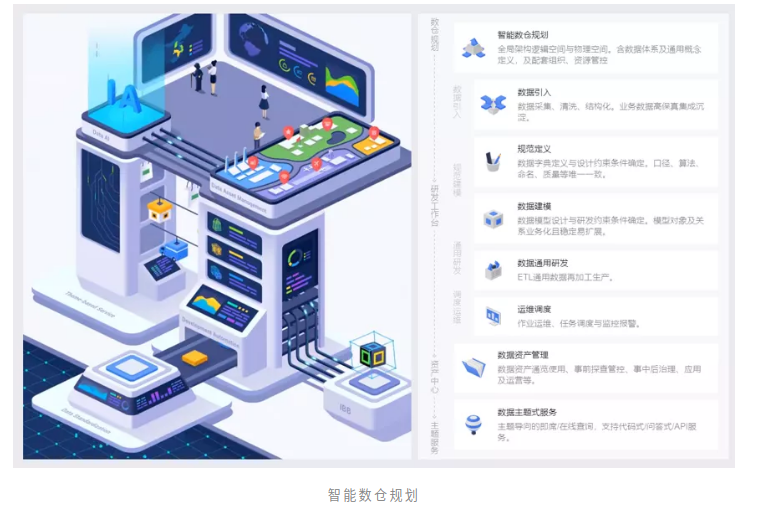 IA
Data AI
Data Asset Management
Theme-based Service
Development Workstation
Data Standardization
数仓规划
智能数仓规划
全局架构逻辑空间与物理空间。含数据体系及通用概念
定义，及配套组织、资源管控
数据引入
数据引入
数据采集、清洗、结构化。业务数据高保真集成沉
淀。
规范建模
规范定义
数据字典定义与设计约束条件确定。口径、算法、
命名、质量等唯一一致。
研发工作台
数据建模
数据模型设计与研发约束条件确定。模型对象及关
系业务化且稳定易扩展。
通用研发
数据通用研发
ETL通用数据再加工生产。
调度运维
运维调度
作业运维、任务调度与监控报警。
资产中心
数据资产管理
数据资产通览使用、事前探查管控、事中后治理、应用
及运营等。
主题服务
数据主题式服务
主题导向的即席/在线查询，支持代码式/问答式/API服
务。
智能数仓规划